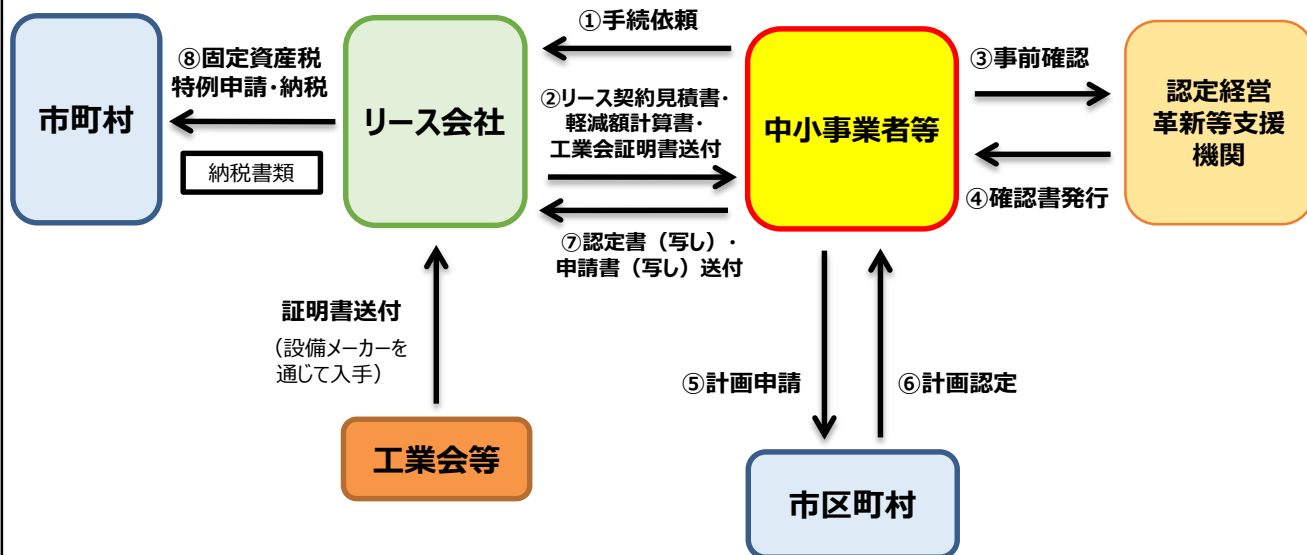 ①手続依頼
⑧固定資産税
特例申請・納税
③事前確認
市町村
リース会社
②リース契約見積書・
軽減額計算書・
工業会証明書送付
中小事業者等
認定経営
革新等支援
機関
納税書類
④確認書発行
⑦認定書（写し）・
申請書（写し）送付
証明書送付
（設備メーカーを
通じて入手）
⑤計画申請
⑥計画認定
工業会等
市区町村